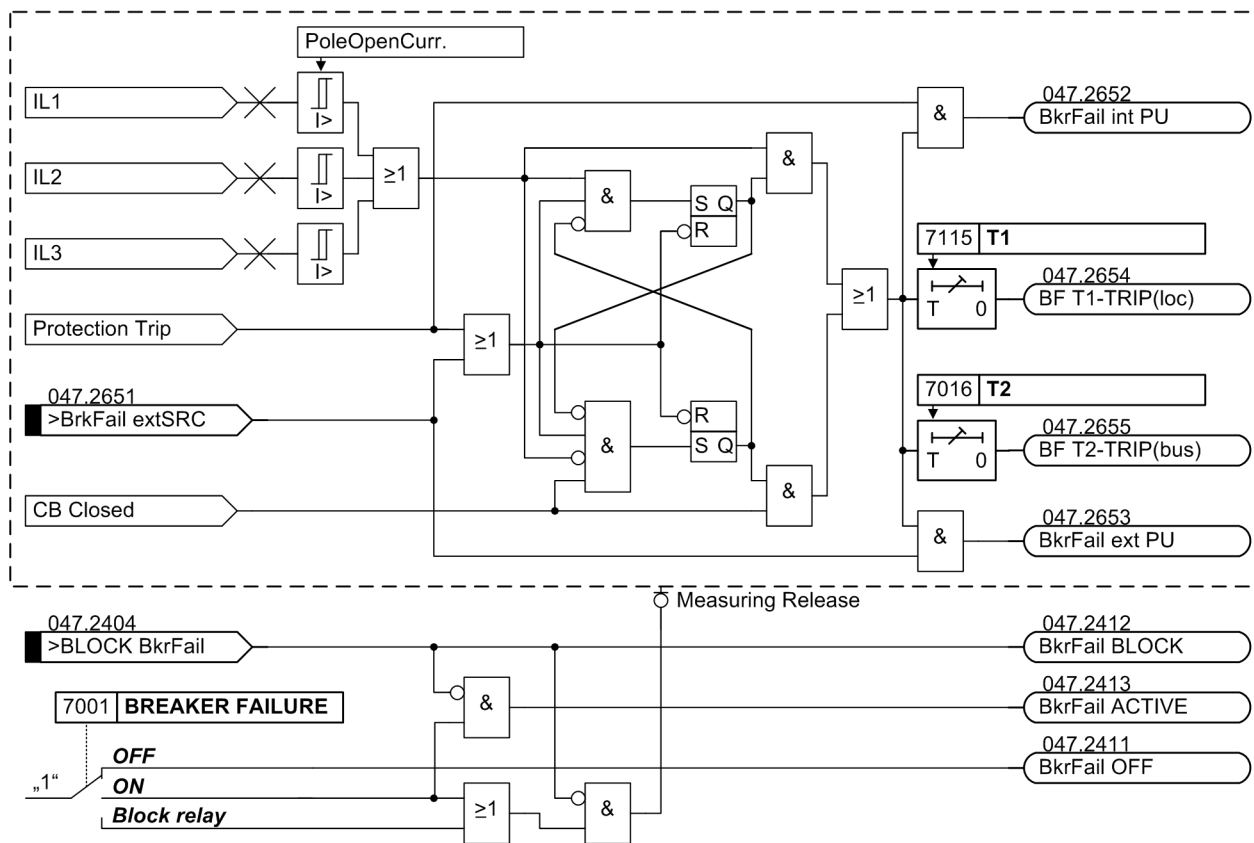 PoleOpenCurr.
IL1
I>
IL2
I>
IL3
I>
≥1
Protection Trip
≥1
047.2651
>BrkFail extSRC
CB Closed
&
S Q
R
&
R
S Q
&
&
≥1
&
047.2652
BkrFail int PU
7115 T1
T 0
047.2654
BF T1-TRIP(loc)
7016 T2
T 0
047.2655
BF T2-TRIP(bus)
&
047.2653
BkrFail ext PU
Measuring Release
047.2404
>BLOCK BkrFail
047.2412
BkrFail BLOCK
&
047.2413
BkrFail ACTIVE
7001 BREAKER FAILURE
047.2411
BkrFail OFF
„1“
OFF
ON
Block relay
≥1
&